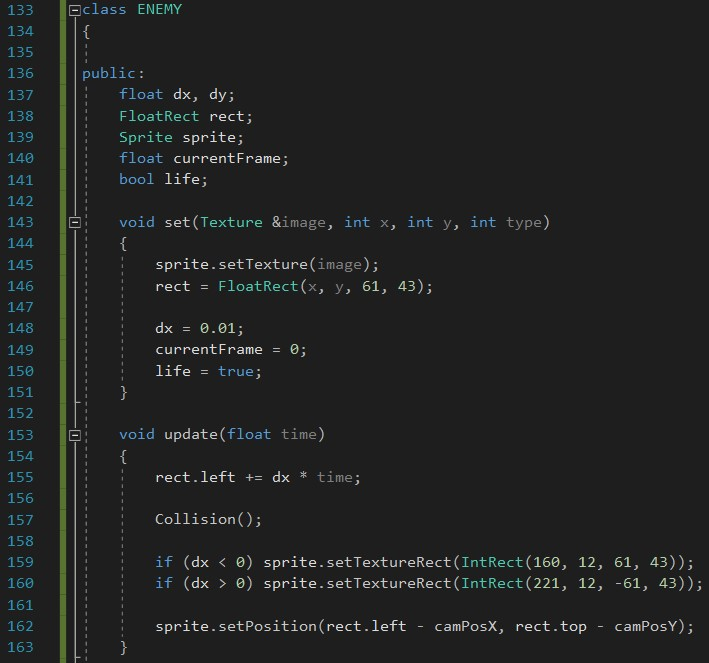 133 class ENEMY
134 {
135
136 public:
137 float dx, dy;
138 FloatRect rect;
139 Sprite sprite;
140 float currentFrame;
141 bool life;
142
143 void set(Texture &image, int x, int y, int type)
144 {
145 sprite.setTexture(image);
146 rect = FloatRect(x, y, 61, 43);
147
148 dx = 0.01;
149 currentFrame = 0;
150 life = true;
151 }
152
153 void update(float time)
154 {
155 rect.left += dx * time;
156
157 Collision();
158
159 if (dx < 0) sprite.setTextureRect(IntRect(160, 12, 61, 43));
160 if (dx > 0) sprite.setTextureRect(IntRect(221, 12, -61, 43));
161
162 sprite.setPosition(rect.left - camPosX, rect.top - camPosY);
163 }